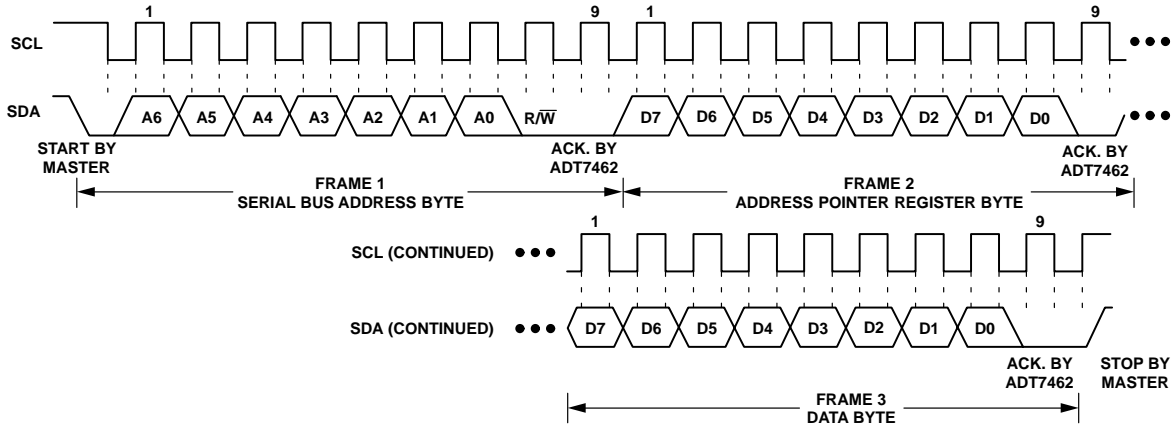 1 9 1 9
SCL
SDA A6 A5 A4 A3 A2 A1 A0 R/W̅ D7 D6 D5 D4 D3 D2 D1 D0
START BY
MASTER
ACK. BY
ADT7462
ACK. BY
ADT7462
FRAME 1
SERIAL BUS ADDRESS BYTE
FRAME 2
ADDRESS POINTER REGISTER BYTE
1 9
SCL (CONTINUED)
SDA (CONTINUED) D7 D6 D5 D4 D3 D2 D1 D0
ACK. BY
ADT7462
STOP BY
MASTER
FRAME 3
DATA BYTE